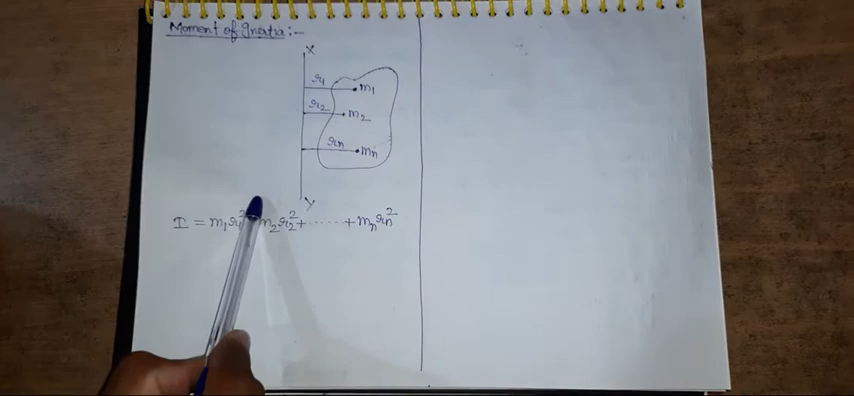 Moment of Inertia :-
X
r1 m1
r2 m2
rn mn
Y
I = m₁r₁² + m₂r₂² + ...... + mₙrₙ²